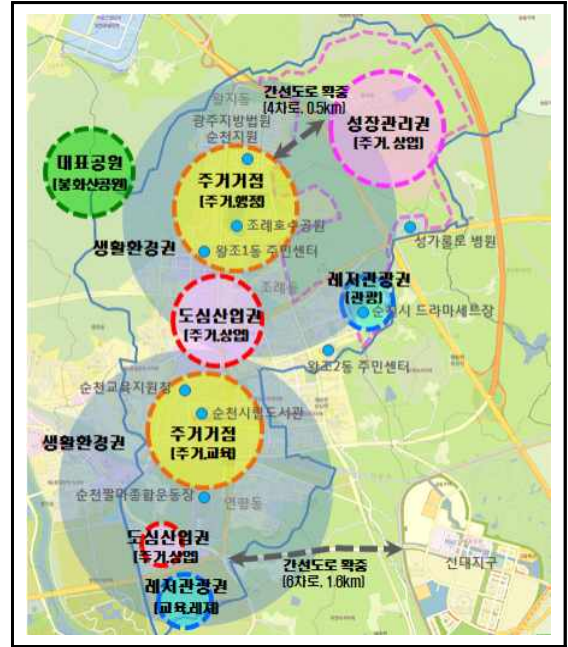 간선도로 확충
(4차로, 0.5km)
왕지동
광주지방법원
순천지원
성장관리권
(주거, 상업)
대표공원
(봉화산공원)
주거거점
(주거,행정)
조례호수공원
생활환경권
왕조1동 주민센터
성가롤로 병원
조례동
레저관광권
(관광)
도심산업권
(주거,상업)
순천시 드라마세트장
왕조2동 주민센터
순천교육지원청
순천시립도서관
주거거점
(주거,교육)
생활환경권
순천팔마종합운동장
연향동
도심산업권
(주거,상업)
간선도로 확충
(6차로, 1.6km)
신대지구
레저관광권
(교육,레저)